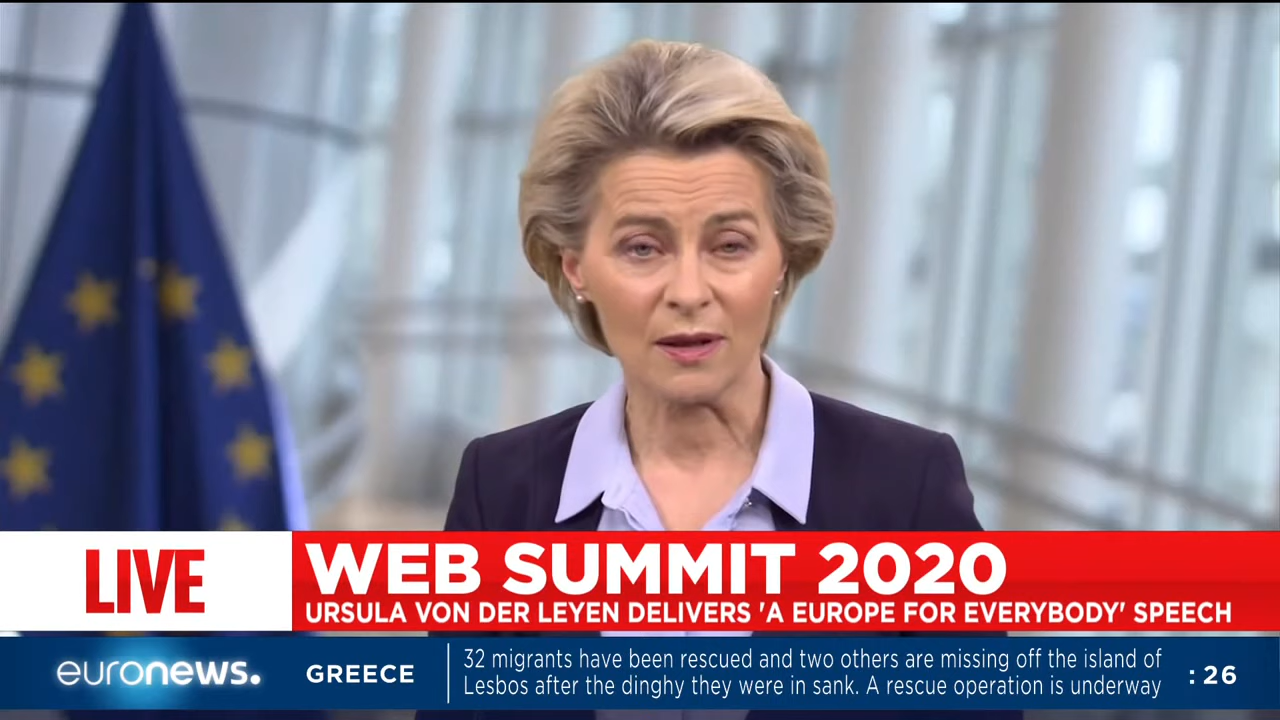 LIVE
WEB SUMMIT 2020
URSULA VON DER LEYEN DELIVERS 'A EUROPE FOR EVERYBODY' SPEECH
euronews.
GREECE
32 migrants have been rescued and two others are missing off the island of
Lesbos after the dinghy they were in sank. A rescue operation is underway
: 26